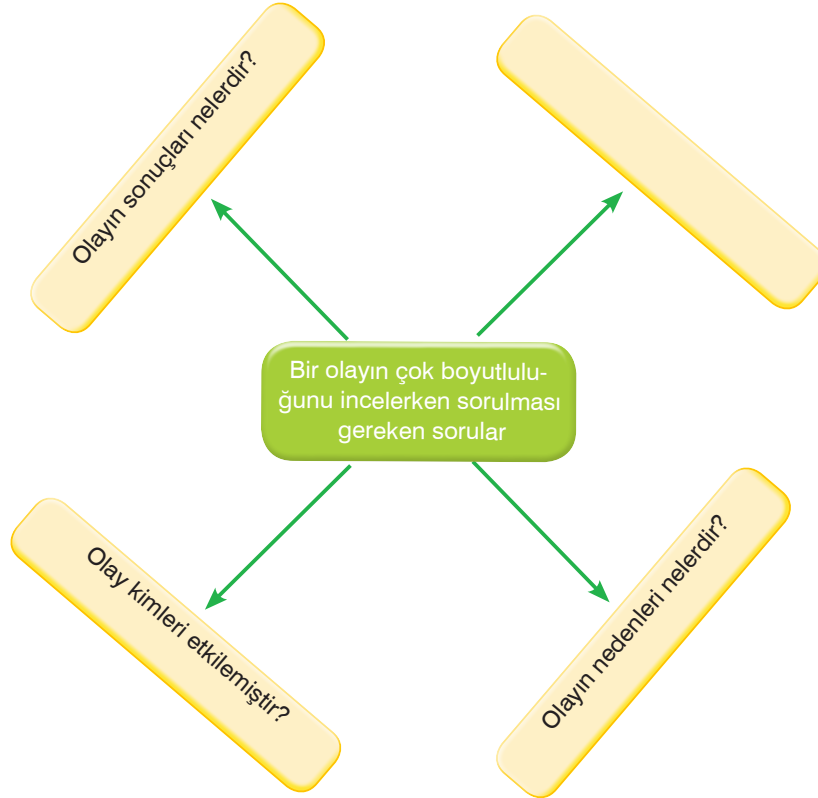 Olayın sonuçları nelerdir?
Bir olayın çok boyutlulu-
ğunu incelerken sorulması
gereken sorular
Olay kimleri etkilemiştir?
Olayın nedenleri nelerdir?